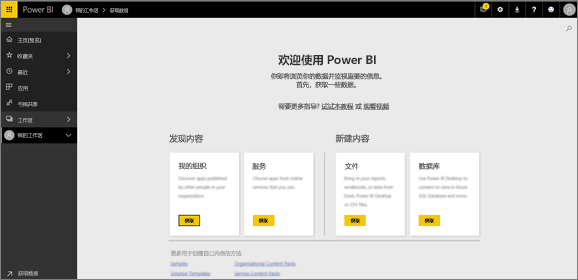 Power BI 我的工作区 > 获取数据
主页(预览)
收藏夹
最近
应用
与我共享
工作区
我的工作区
获取数据
欢迎使用 Power BI
你即将浏览你的数据并监视重要的信息。
首先，获取一些数据。
需要更多指导? 试试本教程 或 观看视频
发现内容
我的组织
Discover apps published
by other people in your
organization
获取
服务
Choose apps from online
services that you use
获取
新建内容
文件
Bring in your reports,
workbooks, or data from
Excel, Power BI Desktop
or CSV files.
获取
数据库
Use Power BI Desktop to
connect to data in Azure
SQL Database and more
获取
更多用于创建自己内容的方法
Samples
Organizational Content Packs
Solution Templates
Service Content Packs